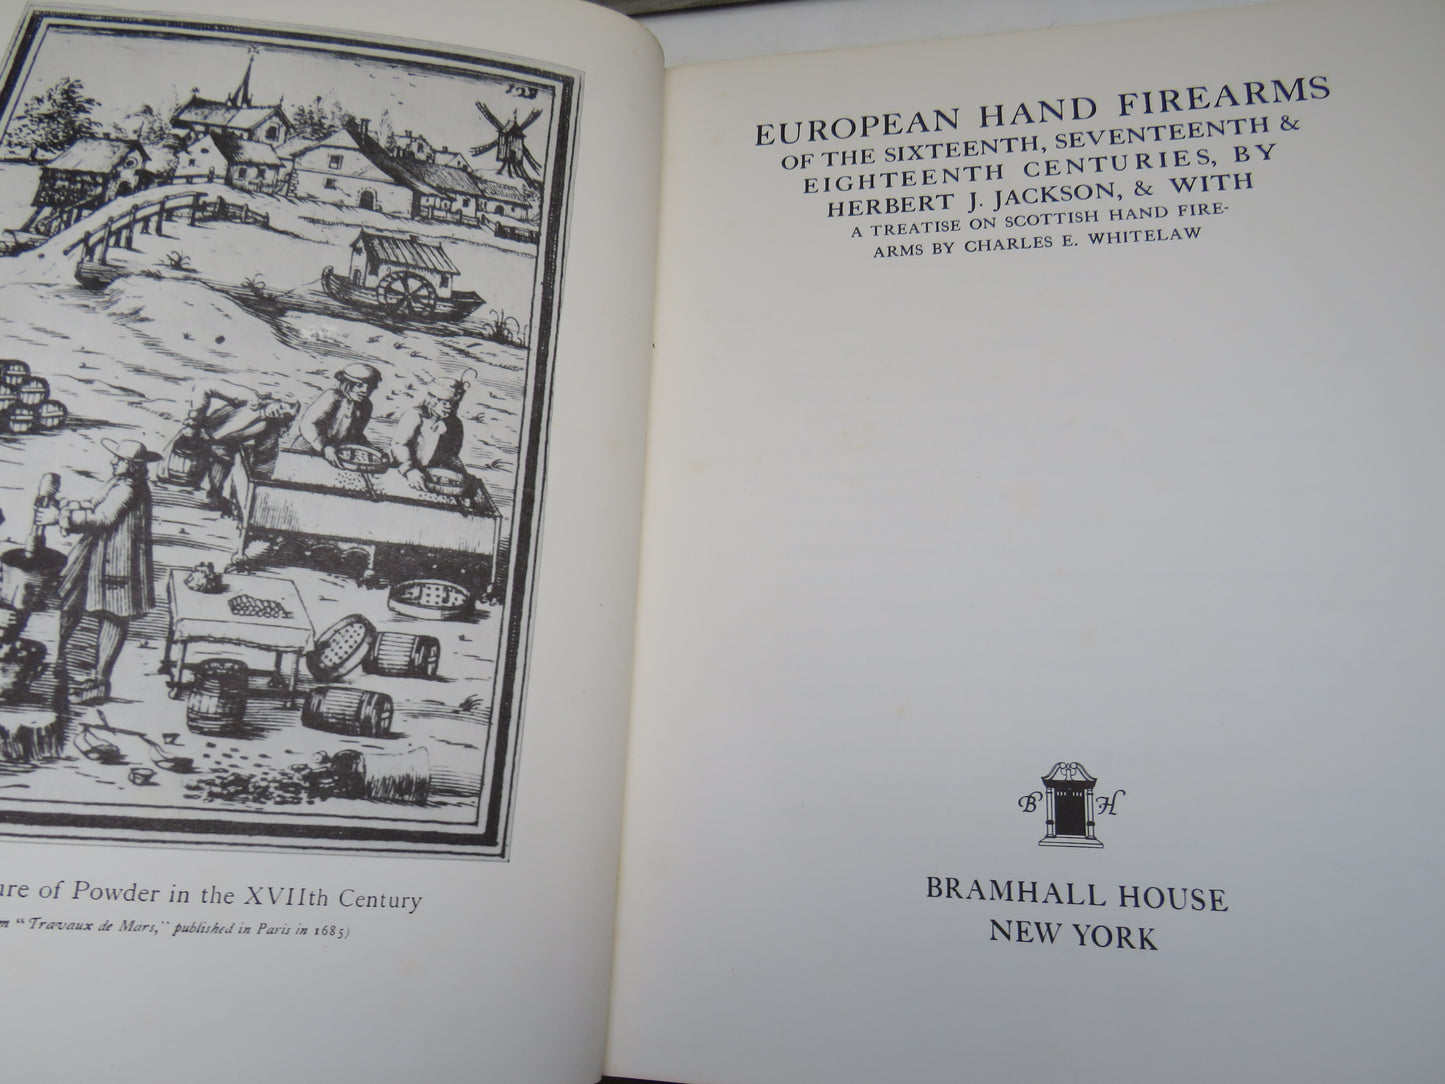 128
ure of Powder in the XVIIth Century
m "Travaux de Mars," published in Paris in 1685)
EUROPEAN HAND FIREARMS
OF THE SIXTEENTH, SEVENTEENTH &
EIGHTEENTH CENTURIES, BY
HERBERT J. JACKSON, & WITH
A TREATISE ON SCOTTISH HAND FIRE-
ARMS BY CHARLES E. WHITELAW
B H
BRAMHALL HOUSE
NEW YORK